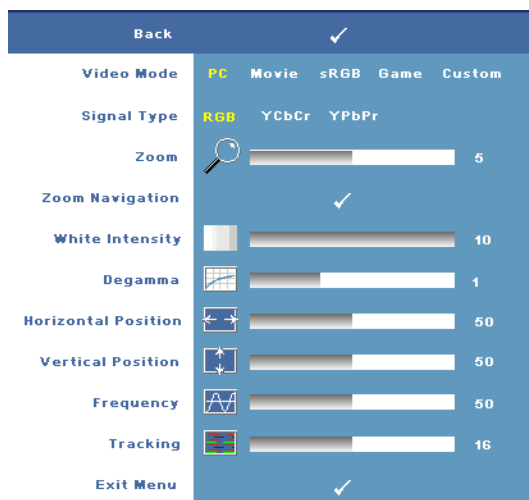 Back
Video Mode PC Movie sRGB Game Custom
Signal Type RGB YCbCr YPbPr
Zoom 5
Zoom Navigation
White Intensity 10
Degamma 1
Horizontal Position 50
Vertical Position 50
Frequency 50
Tracking 16
Exit Menu